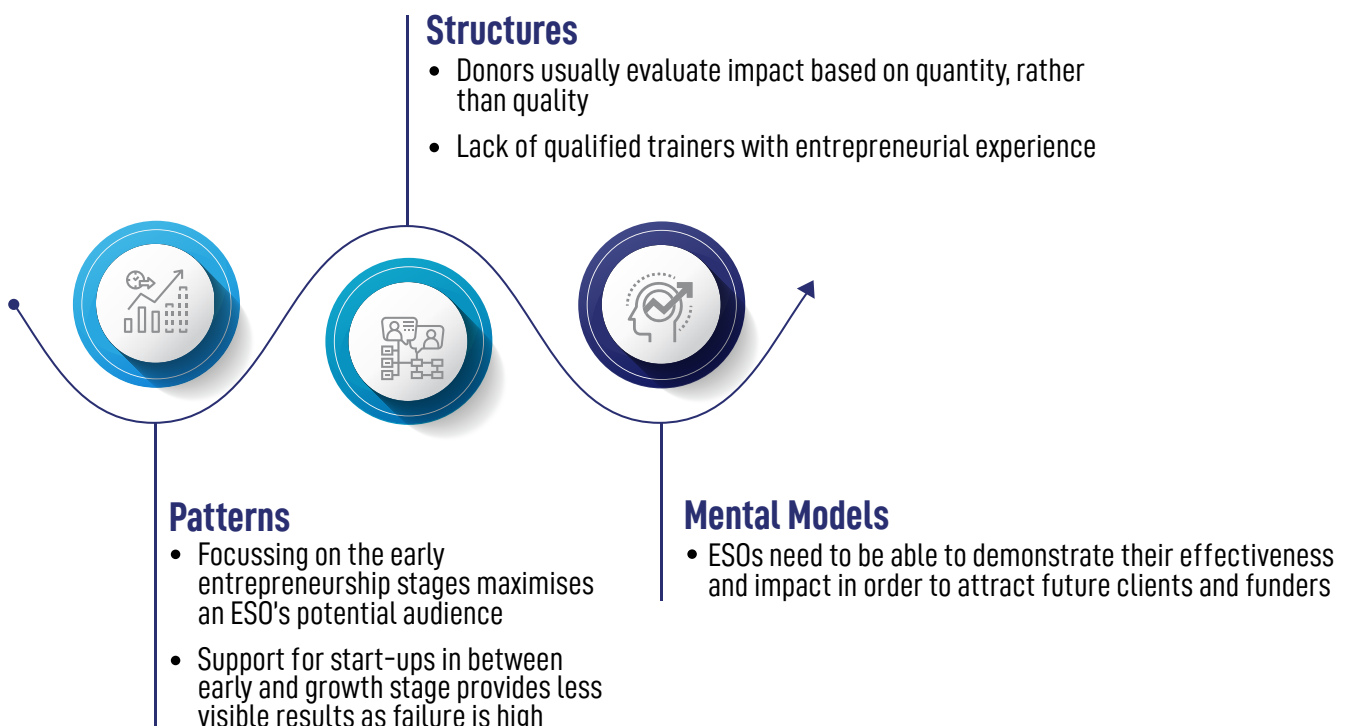 Structures
• Donors usually evaluate impact based on quantity, rather
than quality
• Lack of qualified trainers with entrepreneurial experience
Patterns
• Focussing on the early
entrepreneurship stages maximises
an ESO's potential audience
• Support for start-ups in between
early and growth stage provides less
visible results as failure is high
Mental Models
• ESOs need to be able to demonstrate their effectiveness
and impact in order to attract future clients and funders